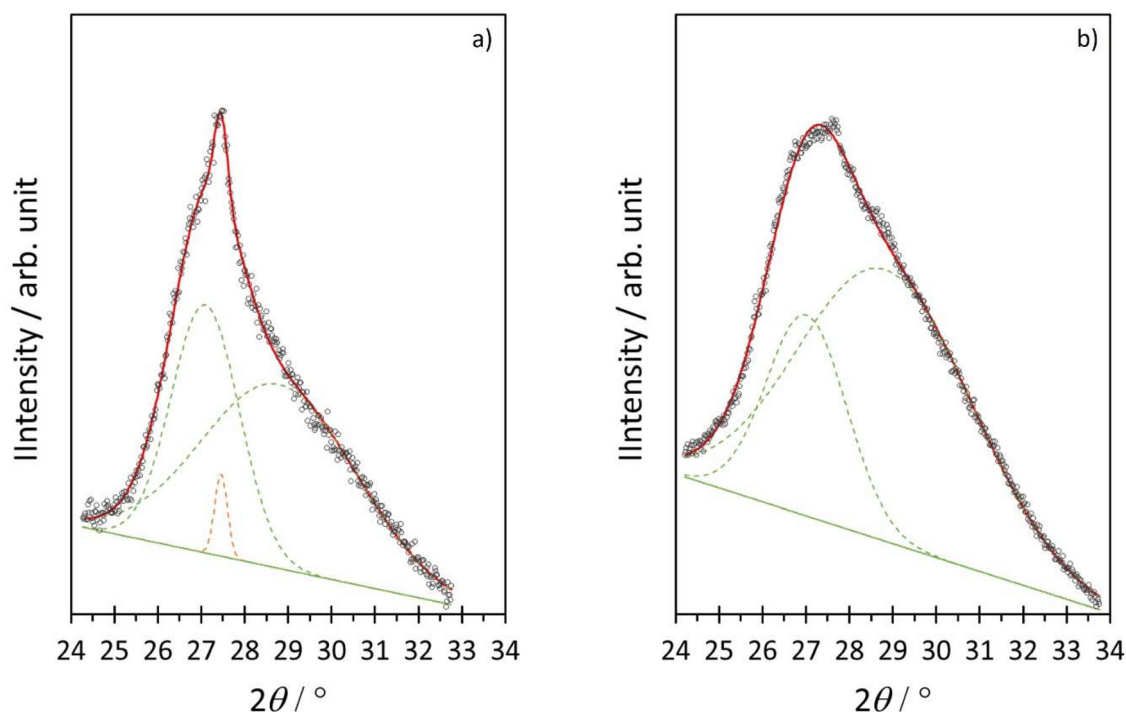 a)
IIntensity / arb. unit
24 25 26 27 28 29 30 31 32 33 34
2θ / °
b)
IIntensity / arb. unit
24 25 26 27 28 29 30 31 32 33 34
2θ / °